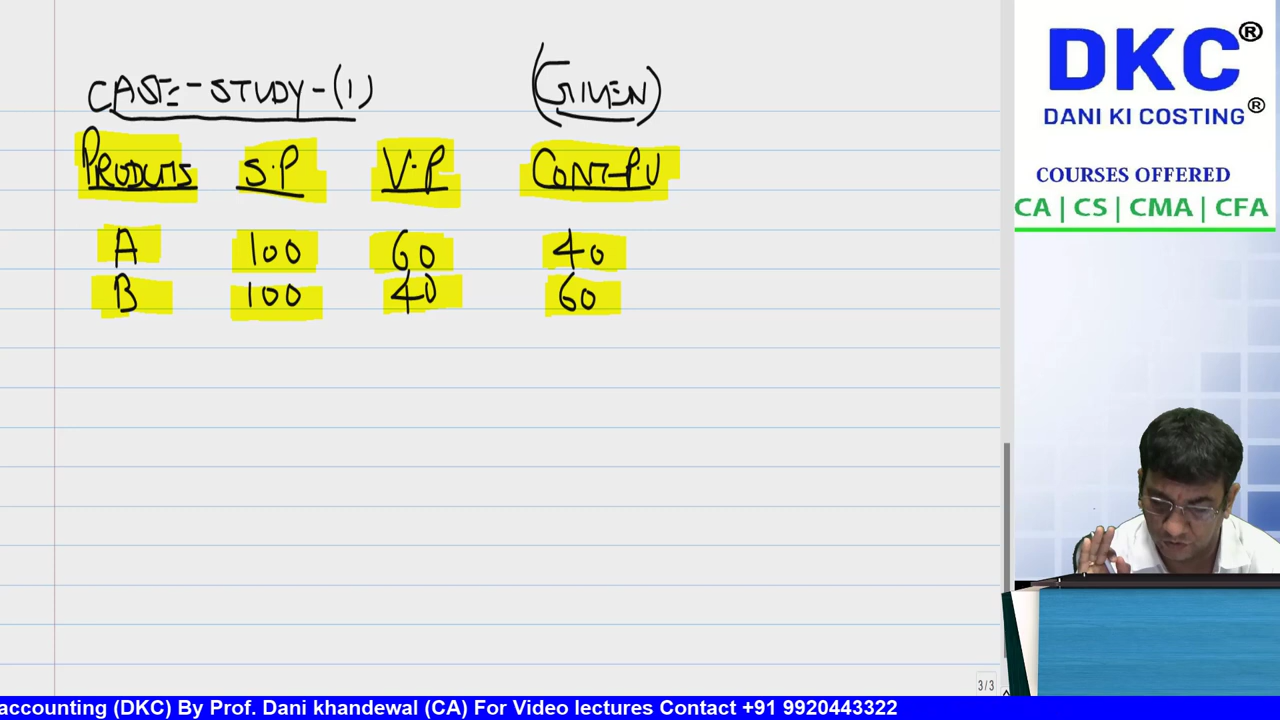 CASE:-STUDY-(1) (GIVEN)
PRODUCTS S.P V.P CONT-P.U
A 100 60 40
B 100 40 60
3/3
DKC®
DANI KI COSTING®
COURSES OFFERED
CA | CS | CMA | CFA
accounting (DKC) By Prof. Dani khandewal (CA) For Video lectures Contact +91 9920443322